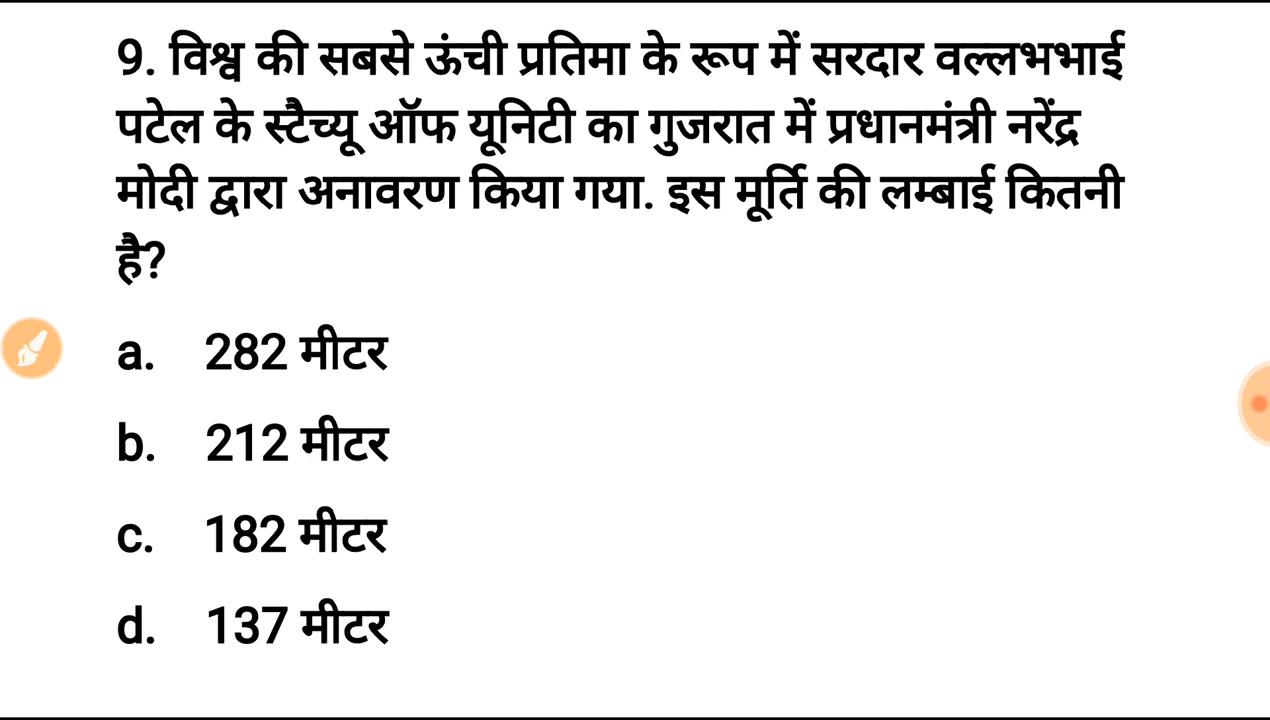 9. विश्व की सबसे ऊंची प्रतिमा के रूप में सरदार वल्लभभाई
पटेल के स्टैच्यू ऑफ यूनिटी का गुजरात में प्रधानमंत्री नरेंद्र
मोदी द्वारा अनावरण किया गया. इस मूर्ति की लम्बाई कितनी
है?
a. 282 मीटर
b. 212 मीटर
c. 182 मीटर
d. 137 मीटर